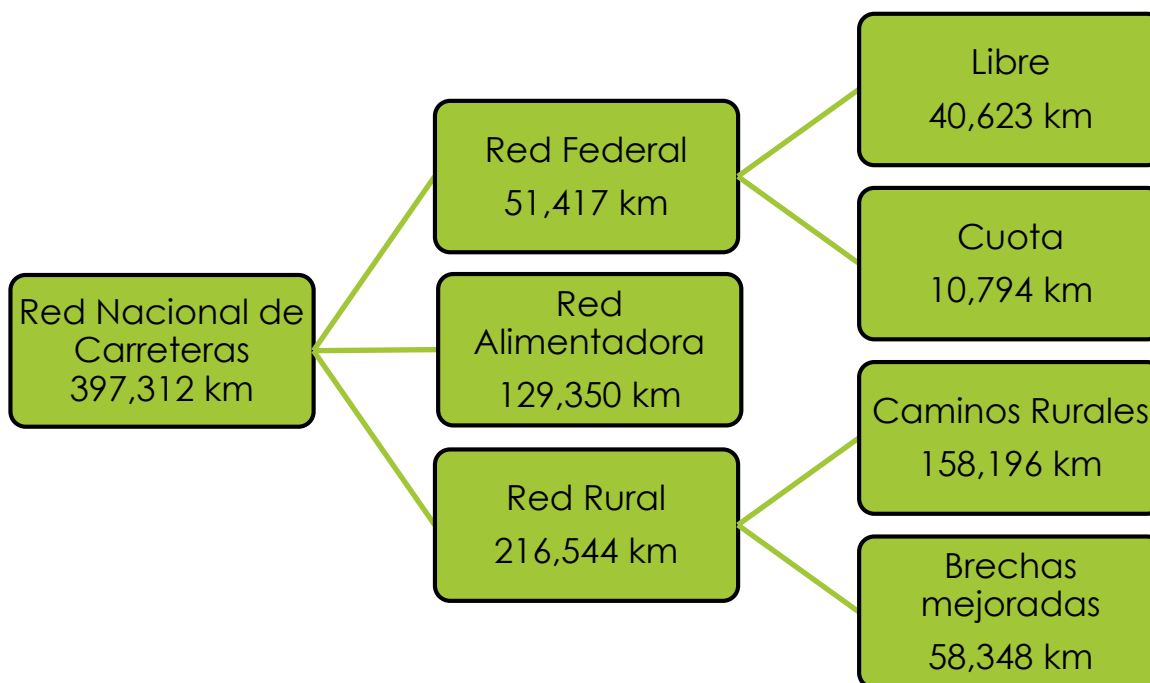 Red Nacional de
Carreteras
397,312 km
Red Federal
51,417 km
Libre
40,623 km
Cuota
10,794 km
Red
Alimentadora
129,350 km
Red Rural
216,544 km
Caminos Rurales
158,196 km
Brechas
mejoradas
58,348 km